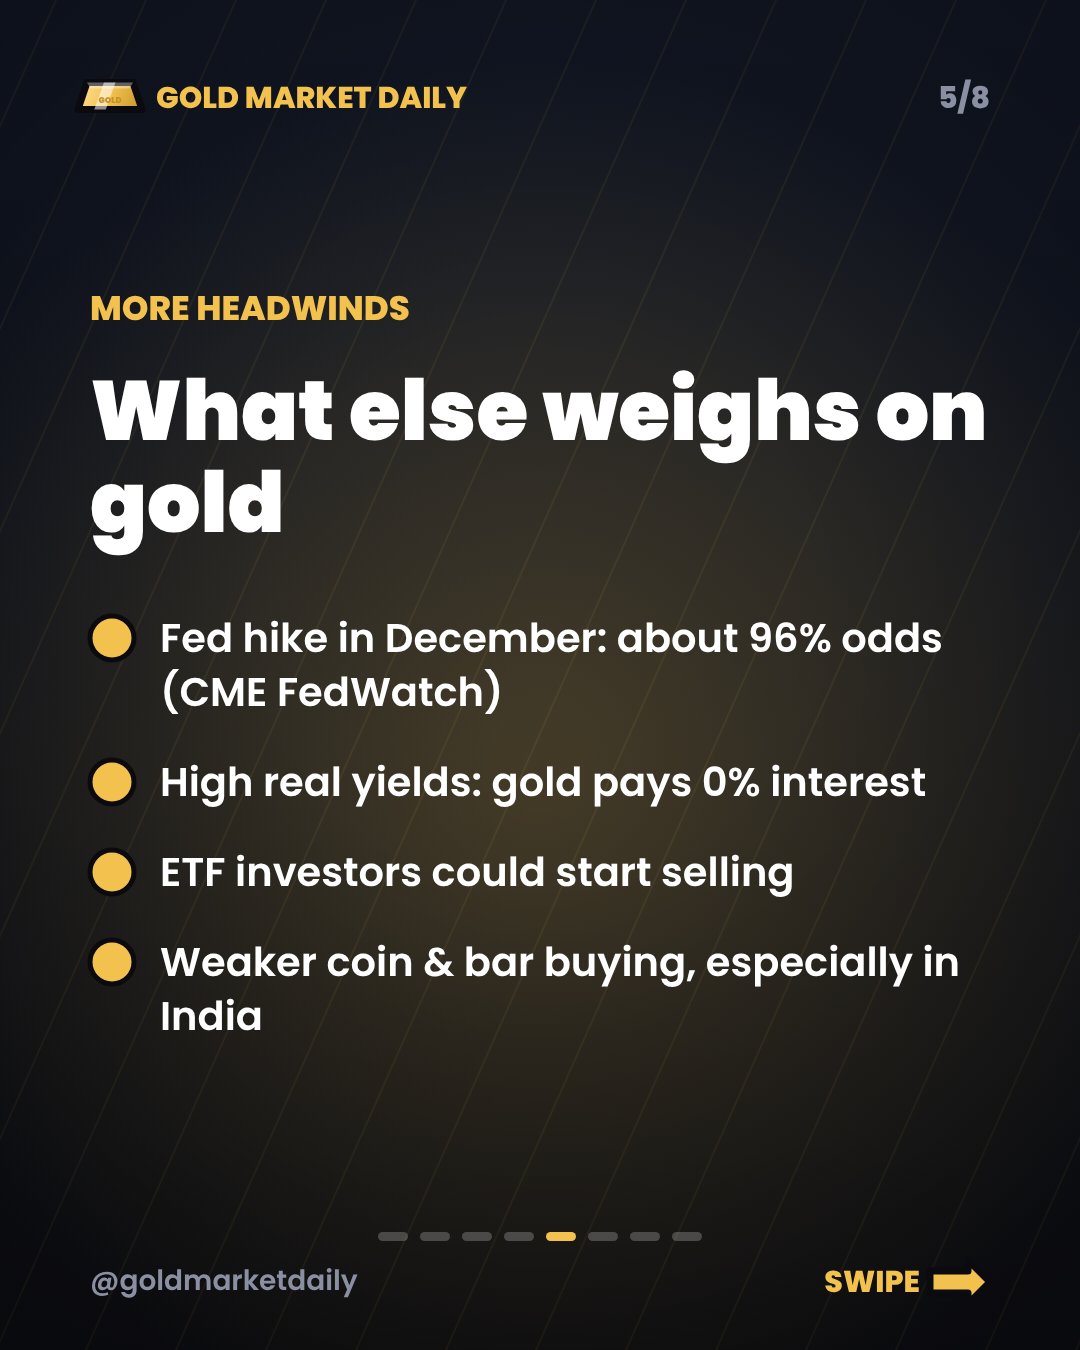 GOLD
GOLD MARKET DAILY
5/8
MORE HEADWINDS
What else weighs on
gold
Fed hike in December: about 96% odds
(CME FedWatch)
High real yields: gold pays 0% interest
ETF investors could start selling
Weaker coin & bar buying, especially in
India
@goldmarketdaily
SWIPE